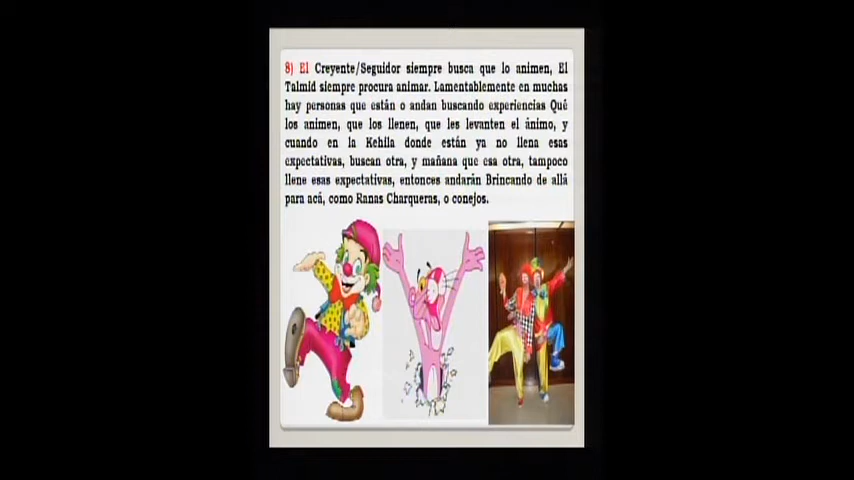 8) El Creyente/Seguidor siempre busca que lo animen, El
Talmid siempre procura animar. Lamentablemente en muchas
hay personas que están o andan buscando experiencias Qué
los animen, que los llenen, que les levanten el ánimo, y
cuando en la Kehila donde están ya no llena esas
expectativas, buscan otra, y mañana que esa otra, tampoco
llene esas expectativas, entonces andarán Brincando de allá
para acá, como Ranas Charqueras, o conejos.